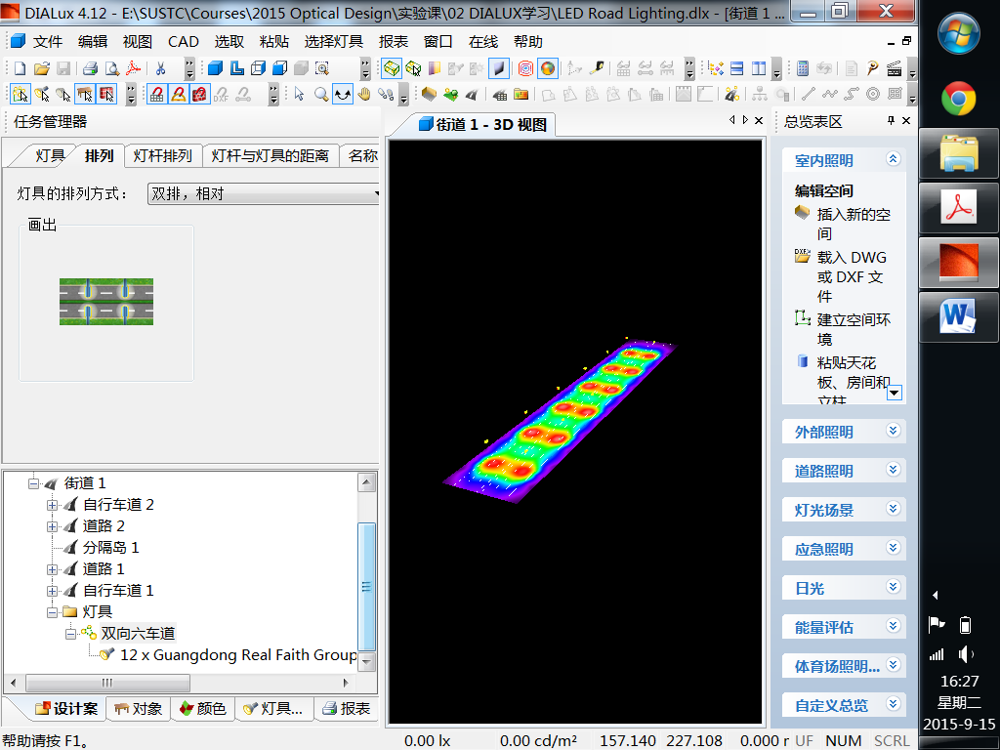 DIALux 4.12 - E:\SUSTC\Courses\2015 Optical Design\实验课\02 DIALUX学习\LED Road Lighting.dlx - [街道 1 ...
文件 编辑 视图 CAD 选取 粘贴 选择灯具 报表 窗口 在线 帮助
任务管理器
灯具 排列 灯杆排列 灯杆与灯具的距离 名称
灯具的排列方式： 双排，相对
画出
街道 1
自行车道 2
道路 2
分隔岛 1
道路 1
自行车道 1
灯具
双向六车道
12 x Guangdong Real Faith Group
设计案 对象 颜色 灯具... 报表
街道 1 - 3D 视图
总览表区
室内照明
编辑空间
插入新的空
间
DXF
载入 DWG
或 DXF 文
件
建立空间环
境
粘贴天花
板、房间和
立柱
外部照明
道路照明
灯光场景
应急照明
日光
能量评估
体育场照明...
自定义总览
帮助请按 F1。 0.00 lx 0.00 cd/m² 157.140 227.108 0.000 r UF NUM SCRL
16:27
星期二
2015-9-15